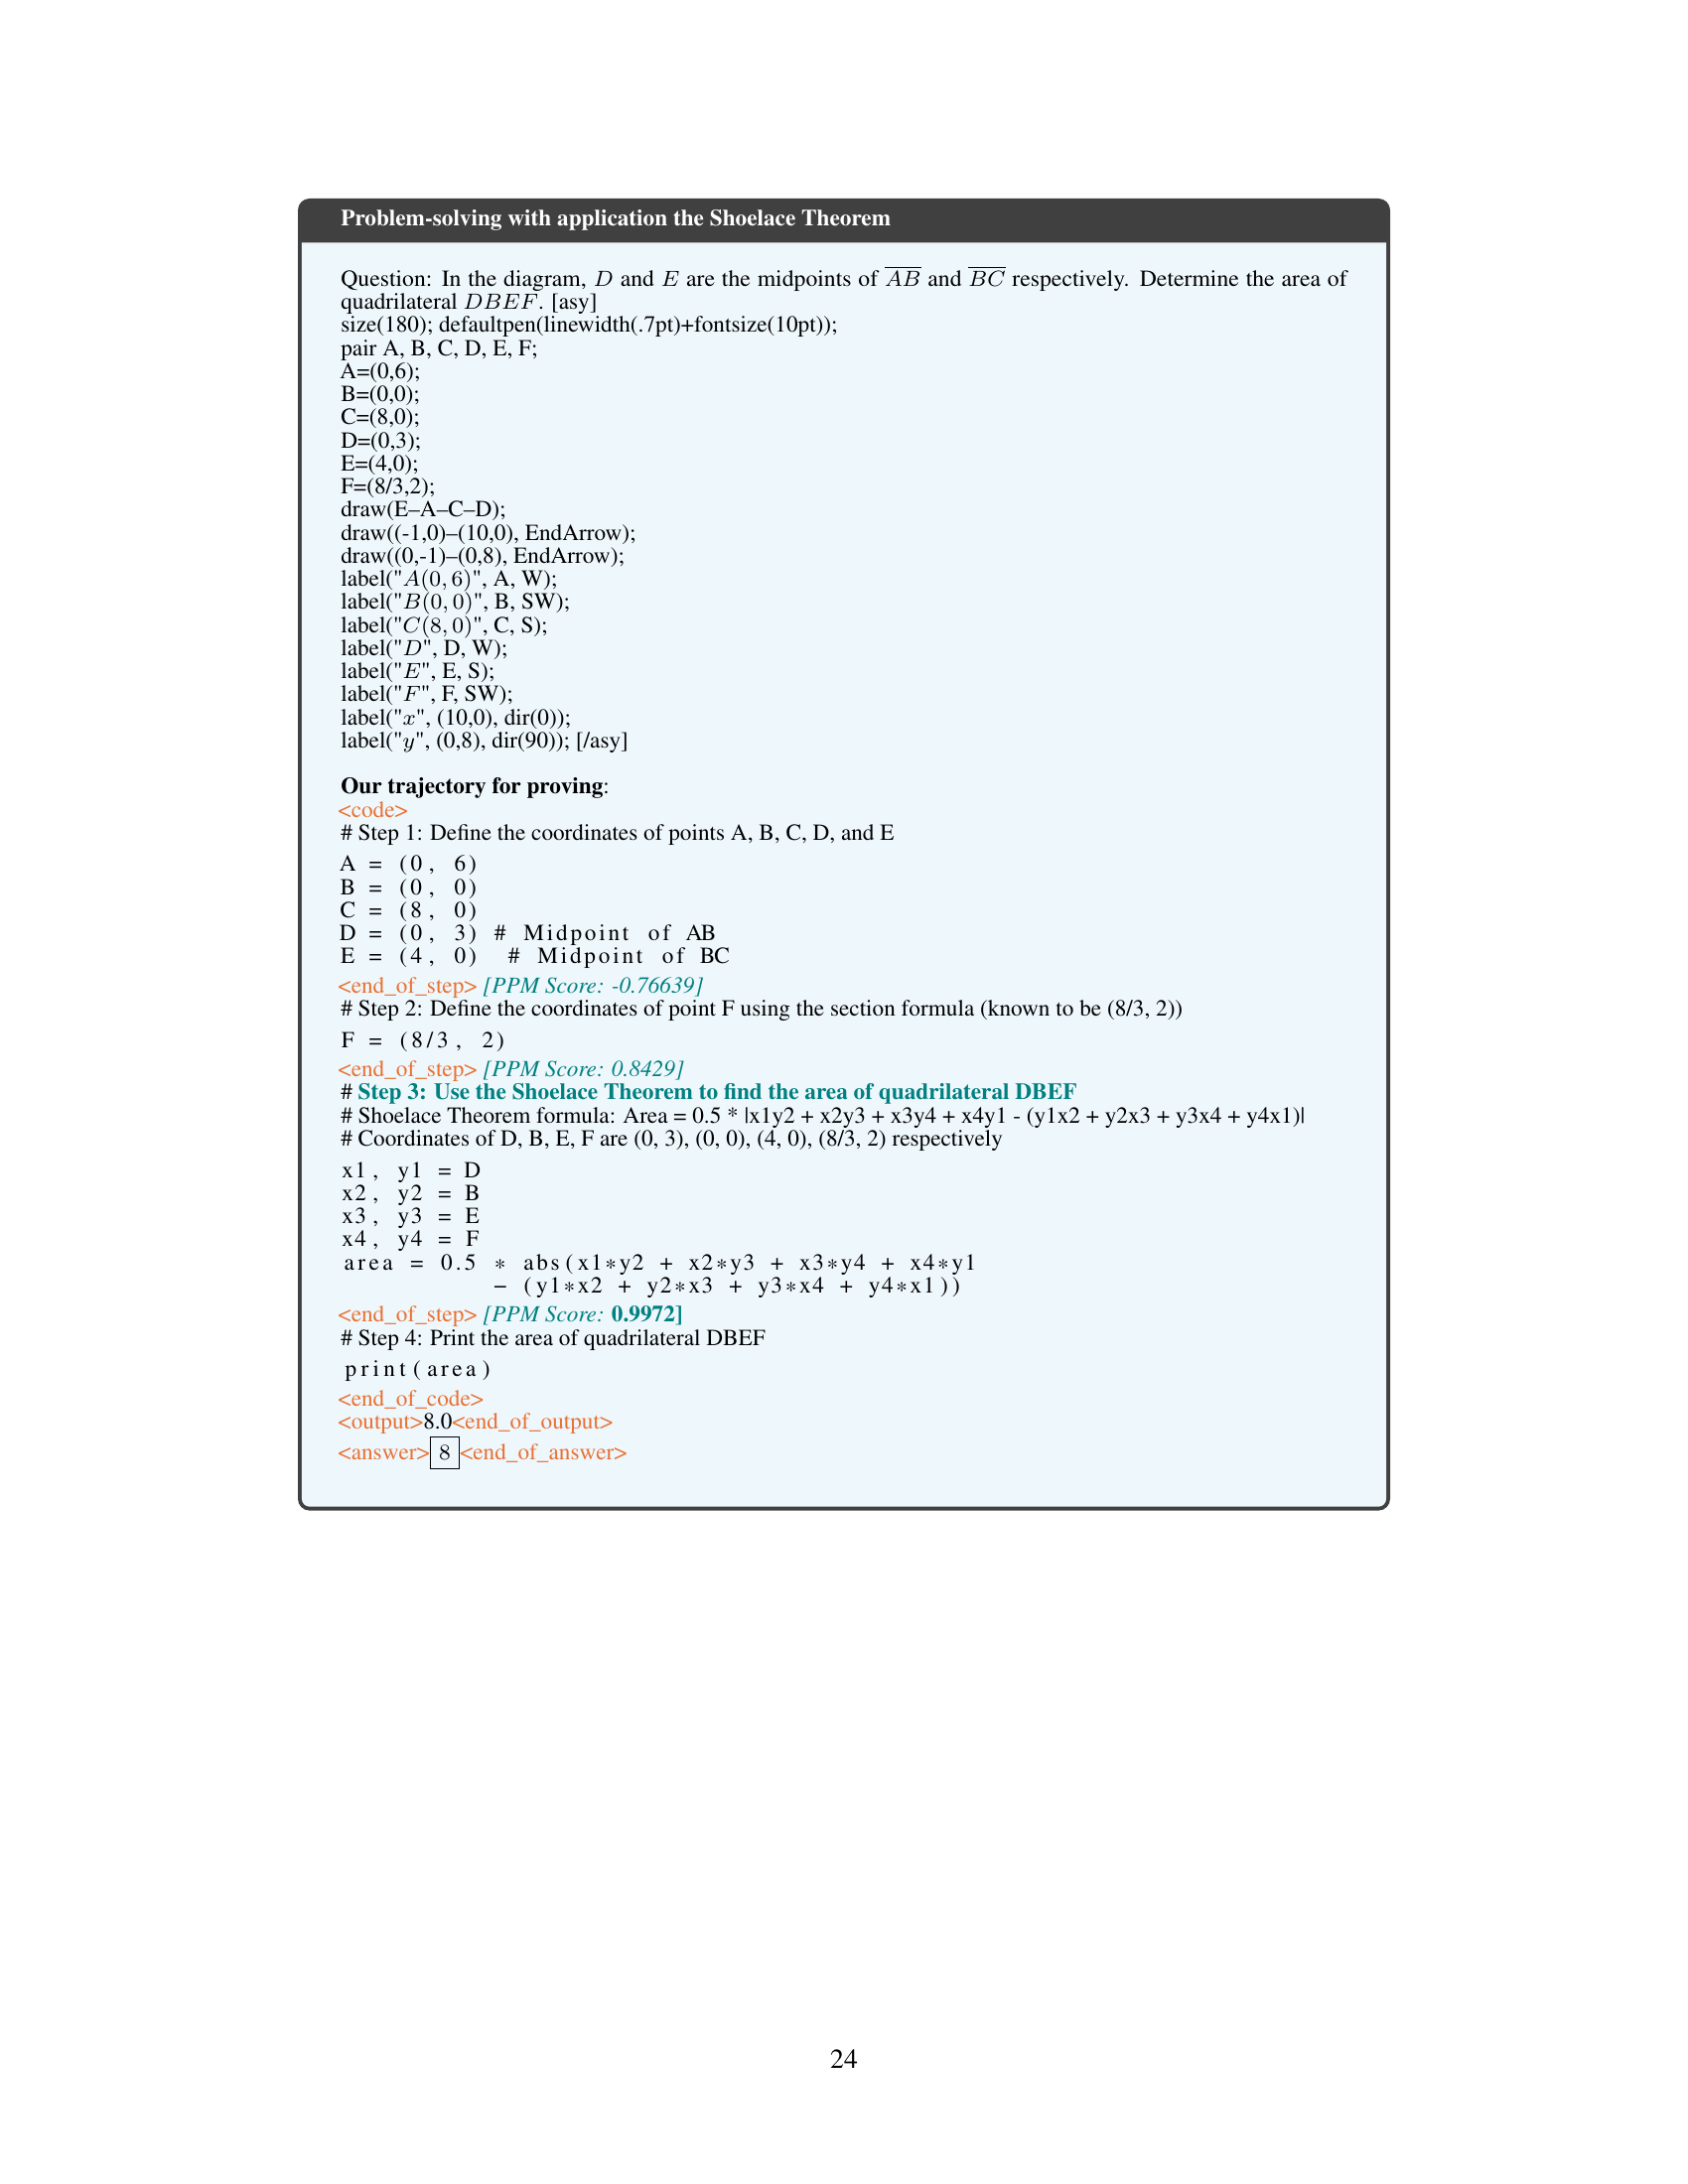 Problem-solving with application the Shoelace Theorem
Question: In the diagram, D and E are the midpoints of AB and BC respectively. Determine the area of
quadrilateral DBEF. [asy]
size(180); defaultpen(linewidth(.7pt)+fontsize(10pt));
pair A, B, C, D, E, F;
A=(0,6);
B=(0,0);
C=(8,0);
D=(0,3);
E=(4,0);
F=(8/3,2);
draw(E–A–C–D);
draw((-1,0)–(10,0), EndArrow);
draw((0,-1)–(0,8), EndArrow);
label("A(0, 6)", A, W);
label("B(0, 0)", B, SW);
label("C(8, 0)", C, S);
label("D", D, W);
label("E", E, S);
label("F", F, SW);
label("x", (10,0), dir(0));
label("y", (0,8), dir(90)); [/asy]
Our trajectory for proving:
<code>
# Step 1: Define the coordinates of points A, B, C, D, and E
A = (0, 6)
B = (0, 0)
C = (8, 0)
D = (0, 3) # Midpoint of AB
E = (4, 0) # Midpoint of BC
<end_of_step> [PPM Score: -0.76639]
# Step 2: Define the coordinates of point F using the section formula (known to be (8/3, 2))
F = (8/3, 2)
<end_of_step> [PPM Score: 0.8429]
# Step 3: Use the Shoelace Theorem to find the area of quadrilateral DBEF
# Shoelace Theorem formula: Area = 0.5 * |x1y2 + x2y3 + x3y4 + x4y1 - (y1x2 + y2x3 + y3x4 + y4x1)|
# Coordinates of D, B, E, F are (0, 3), (0, 0), (4, 0), (8/3, 2) respectively
x1, y1 = D
x2, y2 = B
x3, y3 = E
x4, y4 = F
area = 0.5 * abs(x1*y2 + x2*y3 + x3*y4 + x4*y1
− (y1*x2 + y2*x3 + y3*x4 + y4*x1))
<end_of_step> [PPM Score: 0.9972]
# Step 4: Print the area of quadrilateral DBEF
print(area)
<end_of_code>
<output>8.0<end_of_output>
<answer>8<end_of_answer>
24